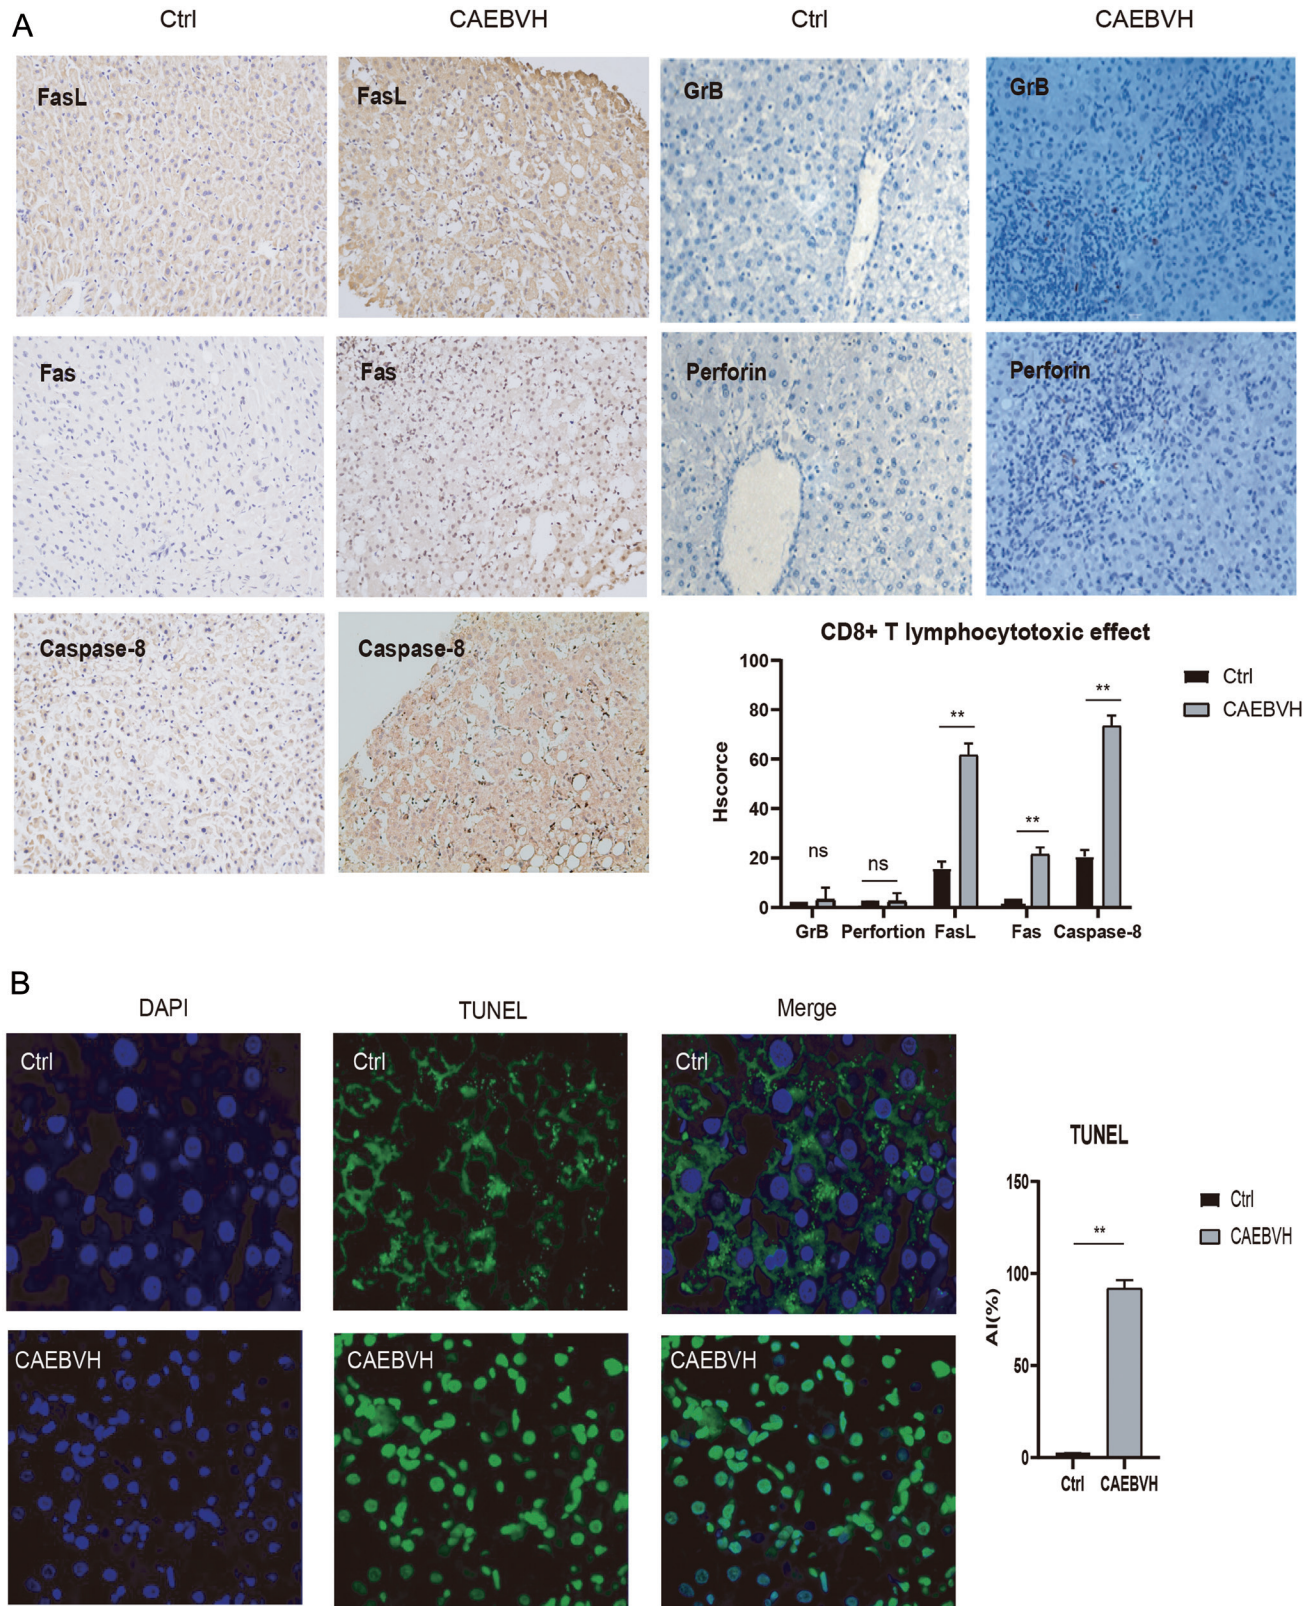 A
Ctrl
CAEBVH
Ctrl
CAEBVH
FasL
FasL
GrB
GrB
Fas
Fas
Perforin
Perforin
Caspase-8
Caspase-8
CD8+ T lymphocytotoxic effect
Hscorce
100
80
60
40
20
0
ns
ns
**
**
**
GrB
Perfortion
FasL
Fas
Caspase-8
Ctrl
CAEBVH
B
DAPI
TUNEL
Merge
Ctrl
Ctrl
Ctrl
CAEBVH
CAEBVH
CAEBVH
TUNEL
AI(%)
150
100
50
0
**
Ctrl
CAEBVH
Ctrl
CAEBVH